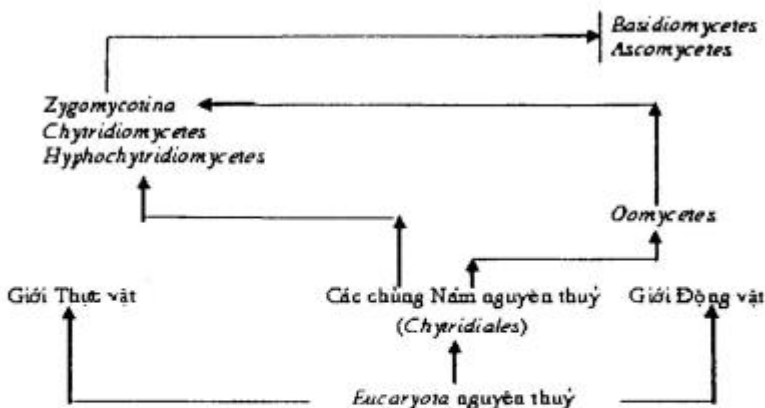 Basidiomycetes
Ascomycetes
Zygomycotina
Chytridiomycetes
Hyphochytridiomycetes
Oomycetes
Giới Thực vật
Các chủng Nấm nguyên thuỷ
Giới Động vật
(Chytridiales)
Eucaryota nguyên thuỷ